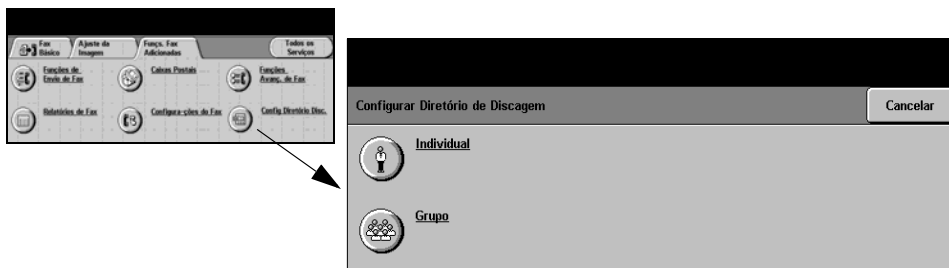 Fax Básico
Ajuste da Imagem
Funçs. Fax Adicionadas
Todos os Serviços
Funções de Envio de Fax
Caixas Postais
Funções Avanç. de Fax
Relatórios de Fax
Configura-ções do Fax
Config Diretório Disc.
Configurar Diretório de Discagem
Cancelar
Individual
Grupo